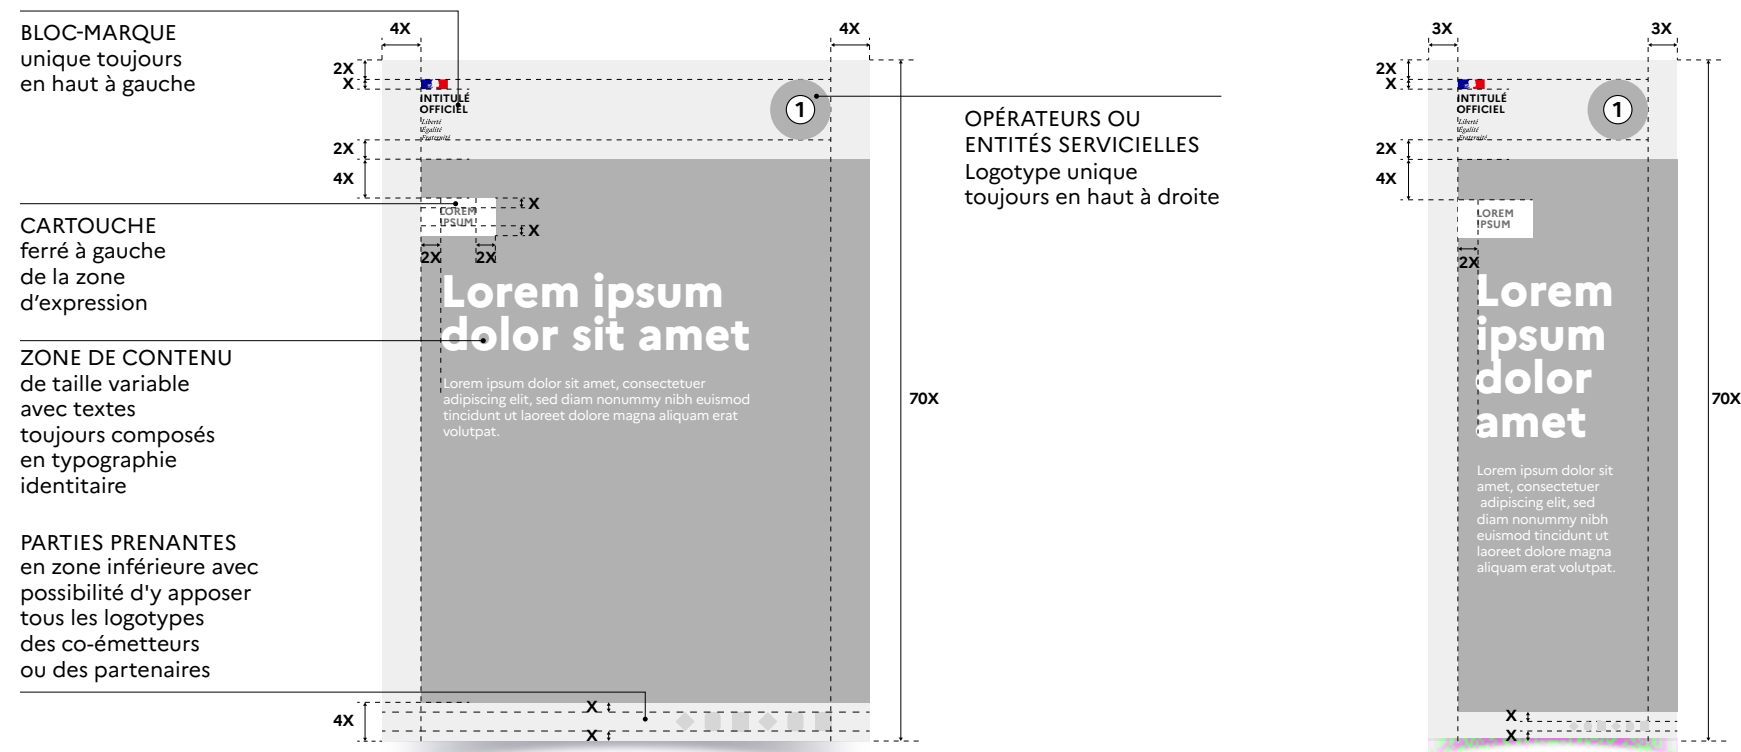 BLOC-MARQUE
unique toujours
en haut à gauche
CARTOUCHE
ferré à gauche
de la zone
d’expression
ZONE DE CONTENU
de taille variable
avec textes
toujours composés
en typographie
identitaire
PARTIES PRENANTES
en zone inférieure avec
possibilité d'y apposer
tous les logotypes
des co-émetteurs
ou des partenaires
4X
4X
2X
X
INTITULÉ
OFFICIEL
Liberté
Égalité
Fraternité
1
2X
4X
LOREM
IPSUM
X
X
2X
2X
Lorem ipsum
dolor sit amet
Lorem ipsum dolor sit amet, consectetuer
adipiscing elit, sed diam nonummy nibh euismod
tincidunt ut laoreet dolore magna aliquam erat
volutpat.
70X
X
4X
X
OPÉRATEURS OU
ENTITÉS SERVICIELLES
Logotype unique
toujours en haut à droite
3X
3X
2X
X
INTITULÉ
OFFICIEL
Liberté
Égalité
Fraternité
1
2X
4X
LOREM
IPSUM
2X
Lorem
ipsum
dolor
amet
Lorem ipsum dolor sit
amet, consectetuer
adipiscing elit, sed
diam nonummy nibh
euismod tincidunt ut
laoreet dolore magna
aliquam erat volutpat.
70X
X
X